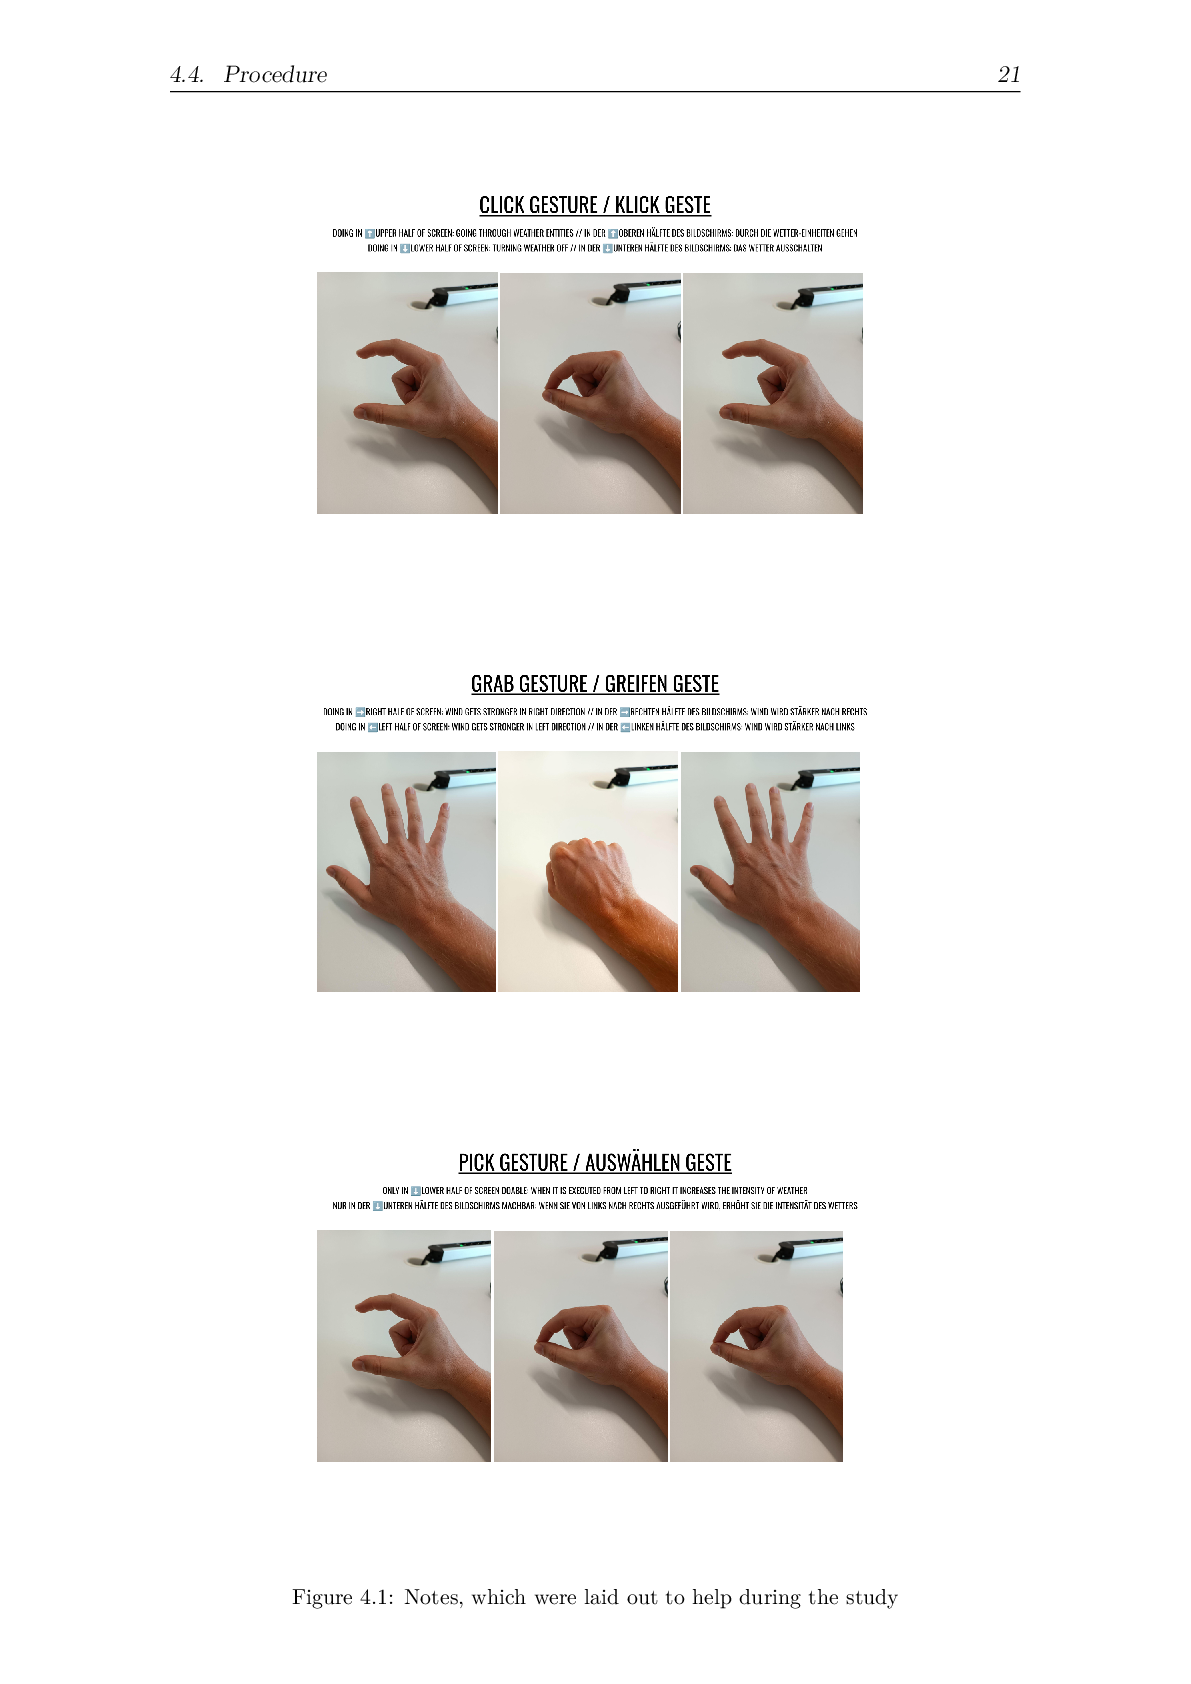 4.4. Procedure 21
CLICK GESTURE / KLICK GESTE
DOING IN ⬆️UPPER HALF OF SCREEN: GOING THROUGH WEATHER ENTITIES // IN DER ⬆️OBEREN HÄLFTE DES BILDSCHIRMS: DURCH DIE WETTER-EINHEITEN GEHEN
DOING IN ⬇️LOWER HALF OF SCREEN: TURNING WEATHER OFF // IN DER ⬇️UNTEREN HÄLFTE DES BILDSCHIRMS: DAS WETTER AUSSCHALTEN
GRAB GESTURE / GREIFEN GESTE
DOING IN ➡️RIGHT HALF OF SCREEN: WIND GETS STRONGER IN RIGHT DIRECTION // IN DER ➡️RECHTEN HÄLFTE DES BILDSCHIRMS: WIND WIRD STÄRKER NACH RECHTS
DOING IN ⬅️LEFT HALF OF SCREEN: WIND GETS STRONGER IN LEFT DIRECTION // IN DER ⬅️LINKEN HÄLFTE DES BILDSCHIRMS: WIND WIRD STÄRKER NACH LINKS
PICK GESTURE / AUSWÄHLEN GESTE
ONLY IN ⬇️LOWER HALF OF SCREEN DOABLE: WHEN IT IS EXECUTED FROM LEFT TO RIGHT IT INCREASES THE INTENSITY OF WEATHER
NUR IN DER ⬇️UNTEREN HÄLFTE DES BILDSCHIRMS MACHBAR: WENN SIE VON LINKS NACH RECHTS AUSGEFÜHRT WIRD, ERHÖHT SIE DIE INTENSITÄT DES WETTERS
Figure 4.1: Notes, which were laid out to help during the study